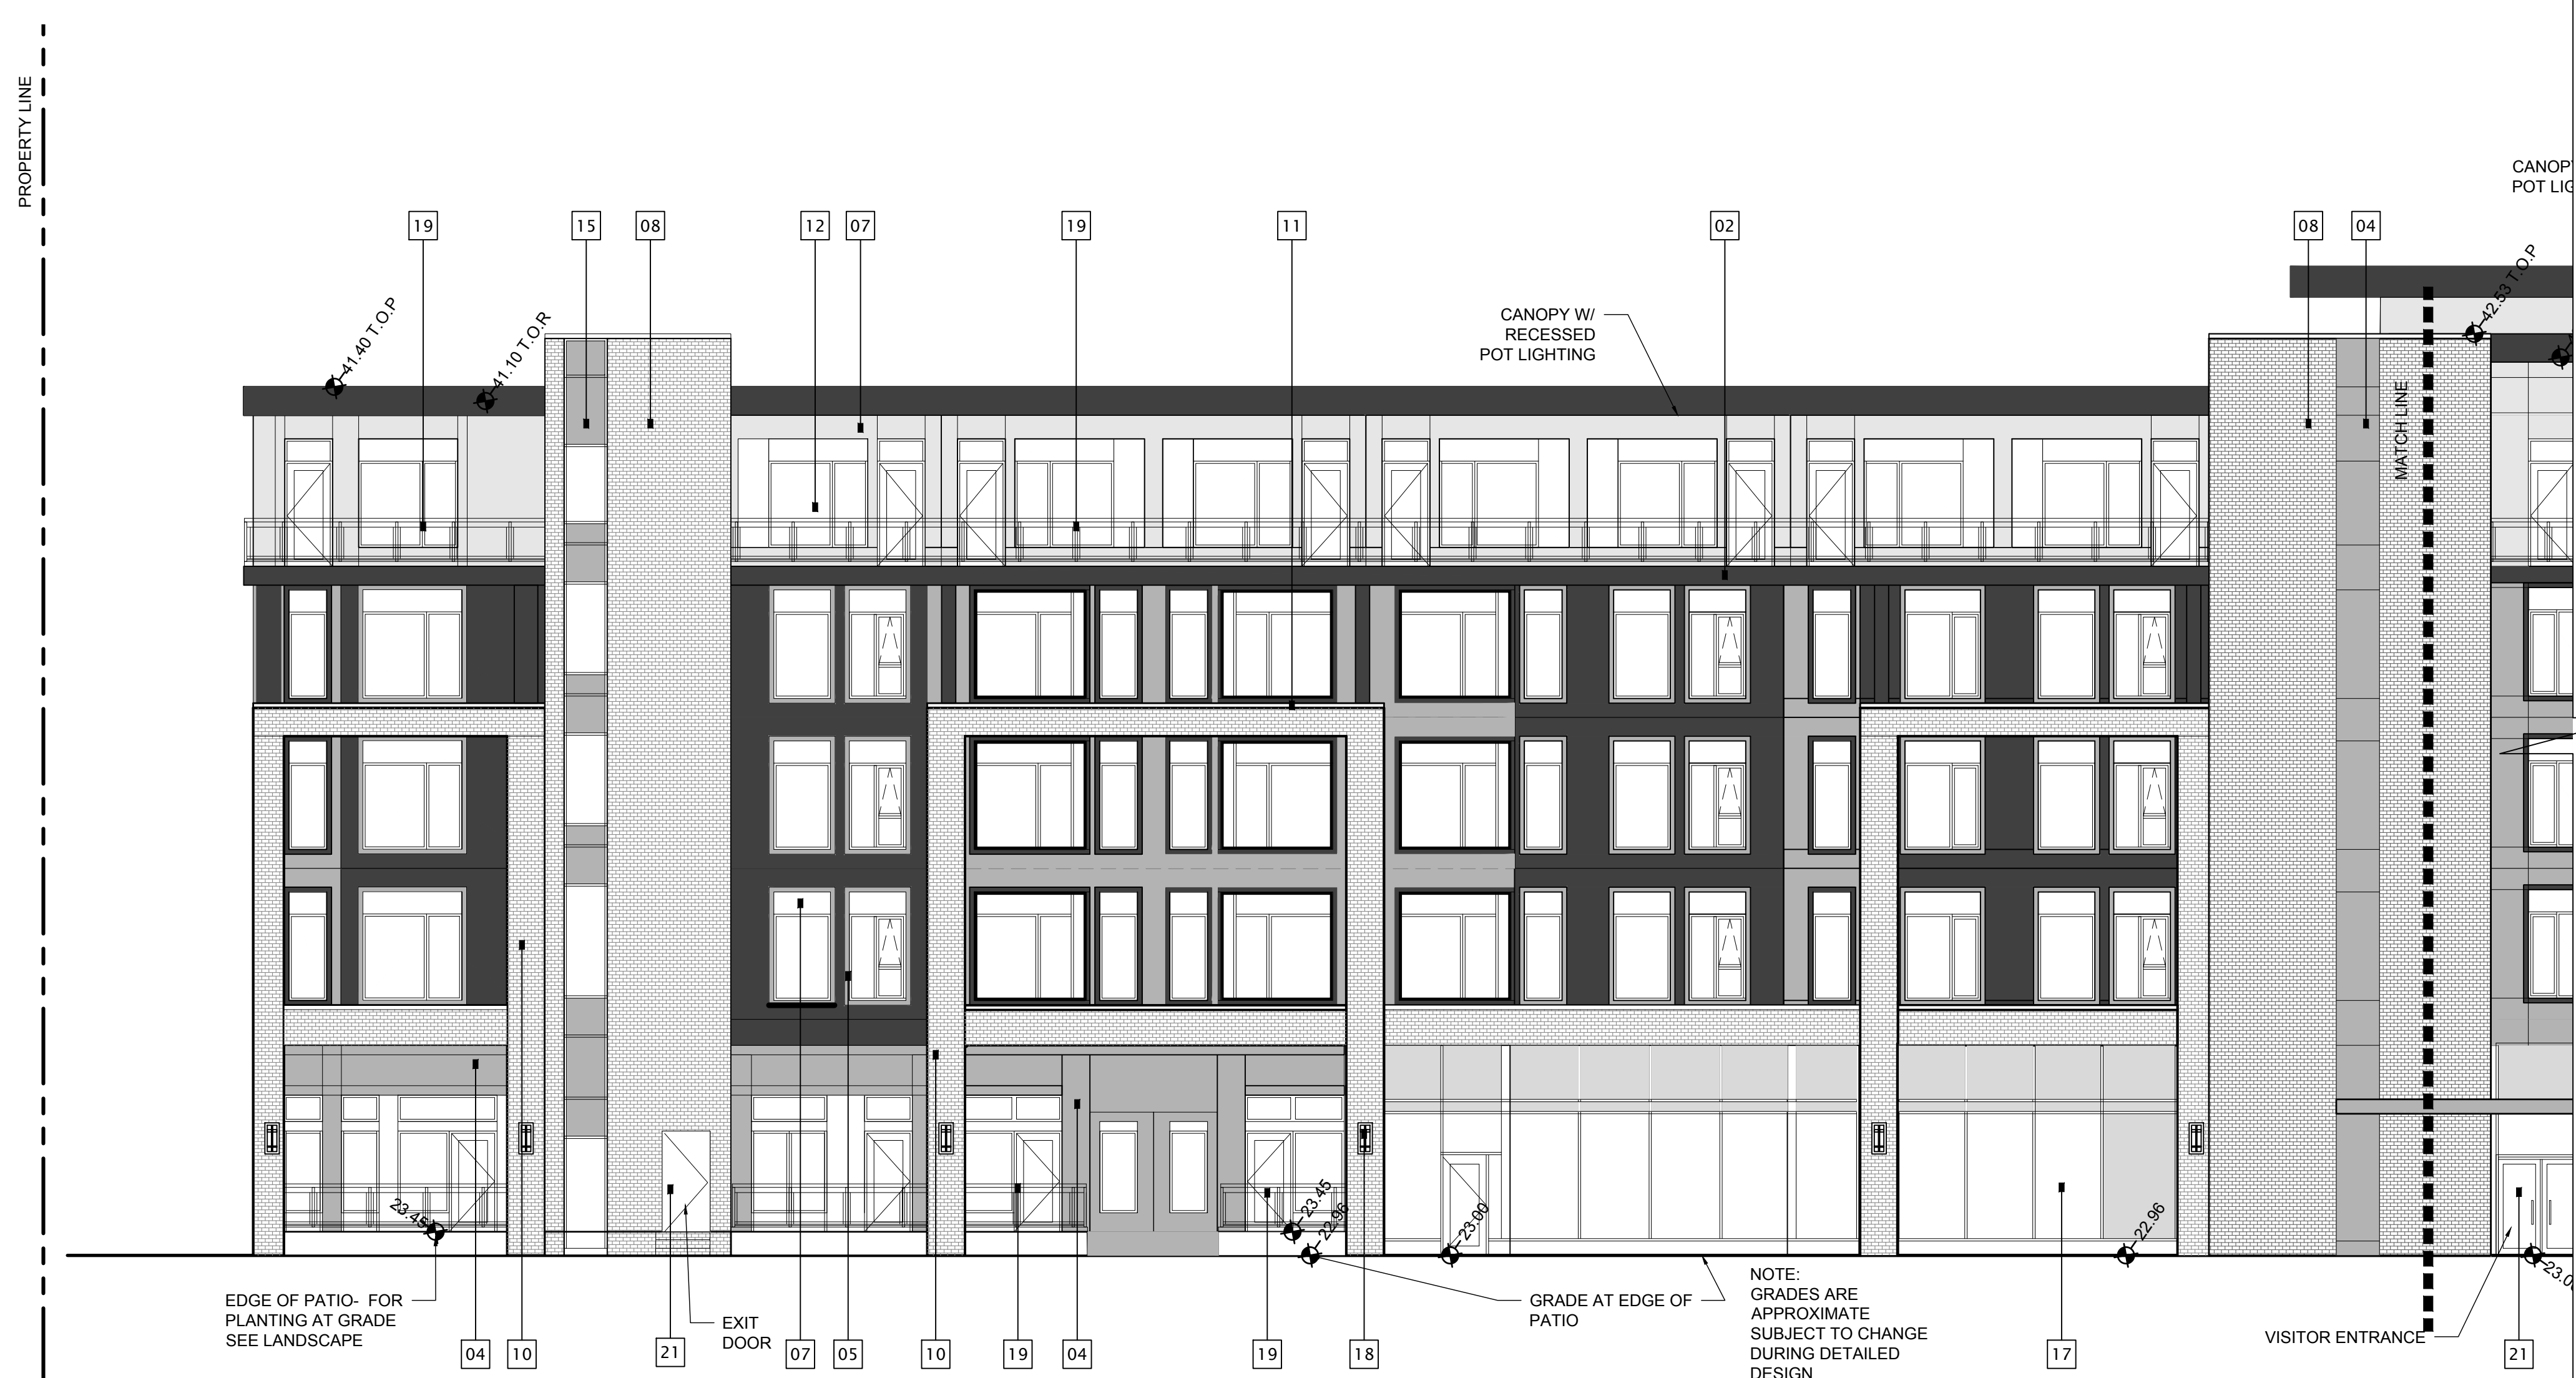 PROPERTY LINE
CANOP
POT LIG
19
15
08
12
07
19
11
02
08
04
41.40 T.O.P
41.10 T.O.R
CANOPY W/
RECESSED
POT LIGHTING
42.53 T.O.P
MATCH LINE
23.45
23.45
22.96
23.00
22.96
23.0
EDGE OF PATIO- FOR
PLANTING AT GRADE
SEE LANDSCAPE
EXIT
DOOR
GRADE AT EDGE OF
PATIO
NOTE:
GRADES ARE
APPROXIMATE
SUBJECT TO CHANGE
DURING DETAILED
DESIGN
VISITOR ENTRANCE
04
10
21
07
05
10
19
04
19
18
17
21